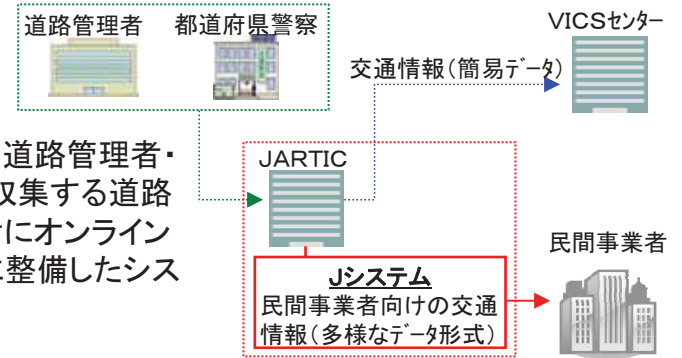 道路管理者
都道府県警察
VICSｾﾝﾀｰ
交通情報(簡易ﾃﾞｰﾀ)
道路管理者・
収集する道路
にオンライン
整備したシス
JARTIC
Jシステム
民間事業者向けの交通
情報(多様なﾃﾞｰﾀ形式)
民間事業者